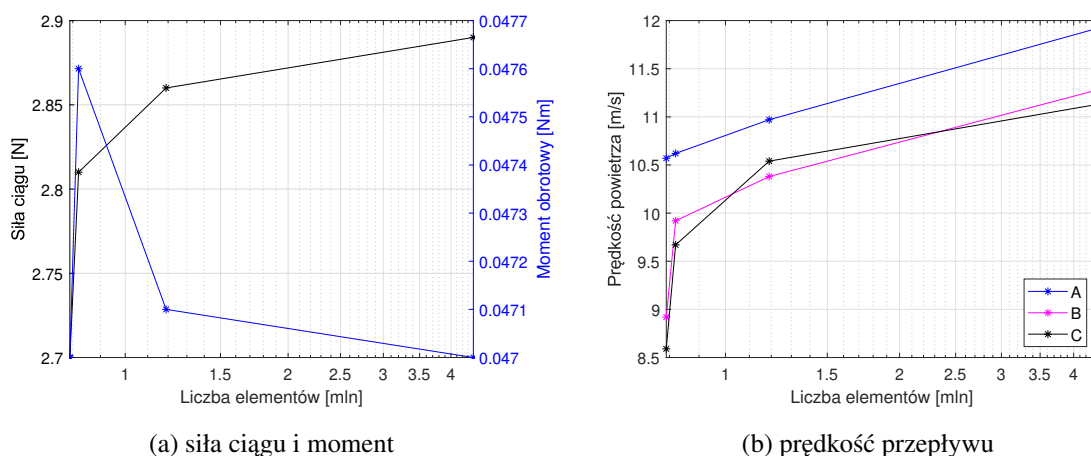 2.9
2.85
2.8
2.75
2.7
Siła ciągu [N]
0.0477
0.0476
0.0475
0.0474
0.0473
0.0472
0.0471
0.047
Moment obrotowy [Nm]
1 1.5 2 2.5 3 3.5 4
Liczba elementów [mln]
(a) siła ciągu i moment
12
11.5
11
10.5
10
9.5
9
8.5
Prędkość powietrza [m/s]
A
B
C
1 1.5 2 2.5 3 3.5 4
Liczba elementów [mln]
(b) prędkość przepływu